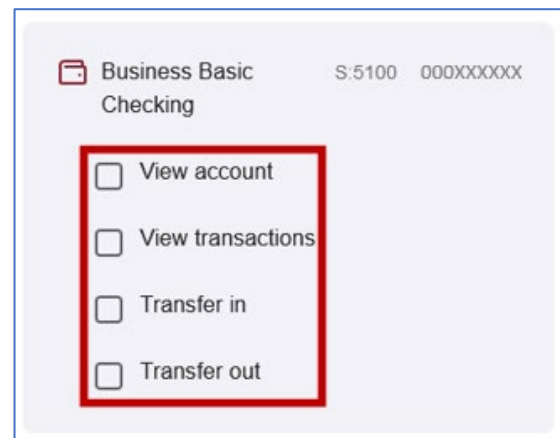 Business Basic S:5100 000XXXXXX
Checking
View account
View transactions
Transfer in
Transfer out